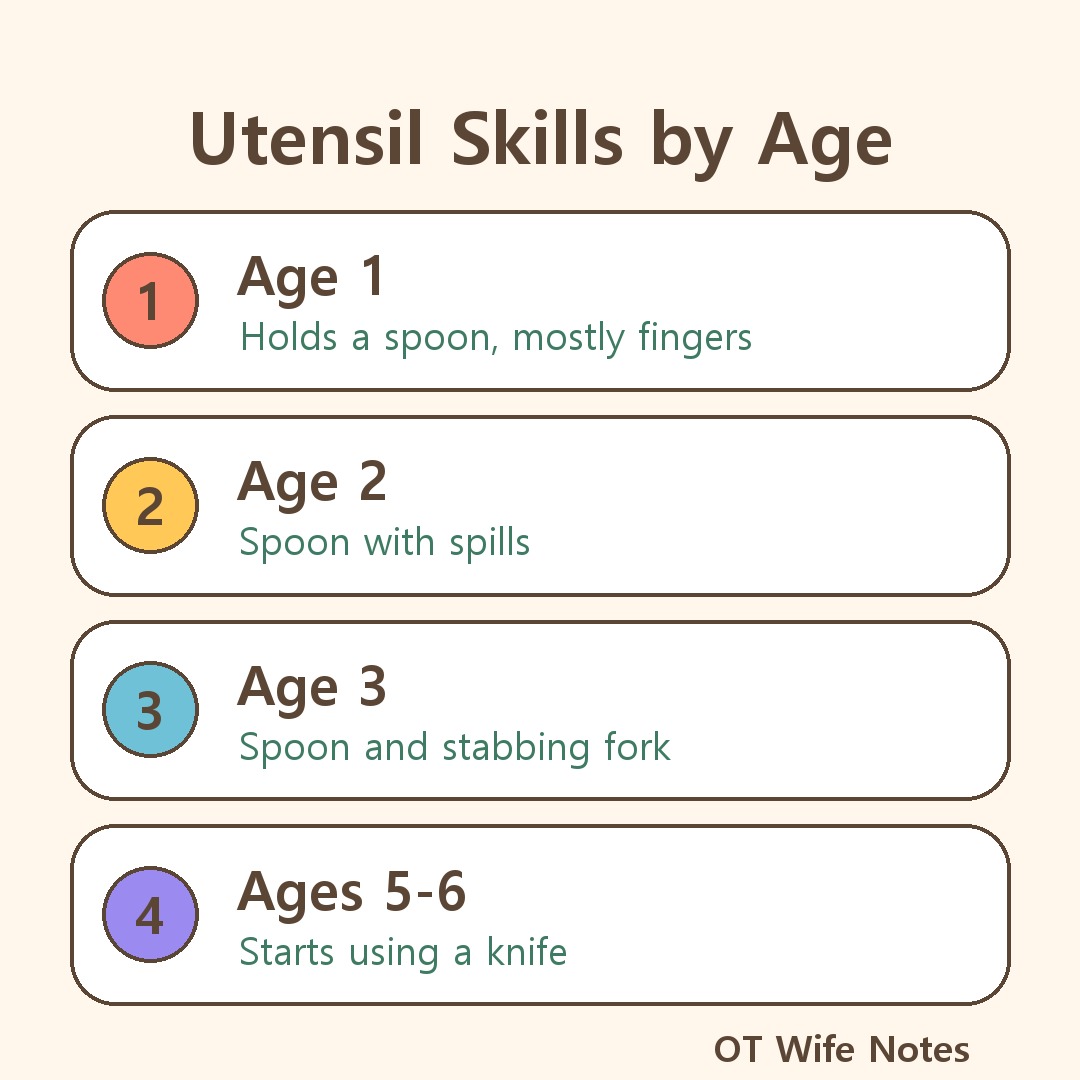 Utensil Skills by Age
1
Age 1
Holds a spoon, mostly fingers
2
Age 2
Spoon with spills
3
Age 3
Spoon and stabbing fork
4
Ages 5-6
Starts using a knife
OT Wife Notes